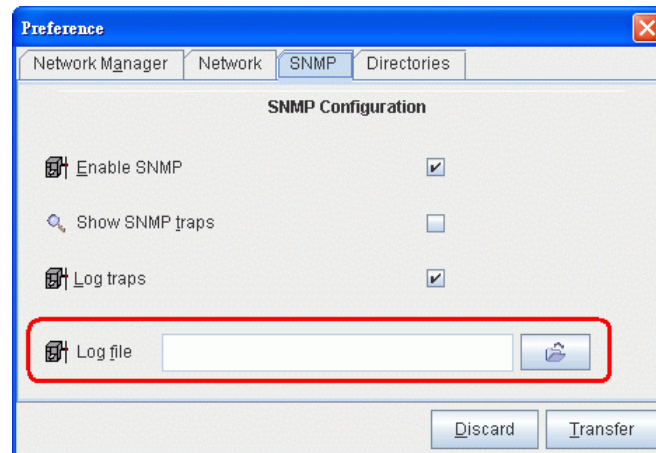 Preference
Network Manager Network SNMP Directories
SNMP Configuration
Enable SNMP
Show SNMP traps
Log traps
Log file
Discard Transfer